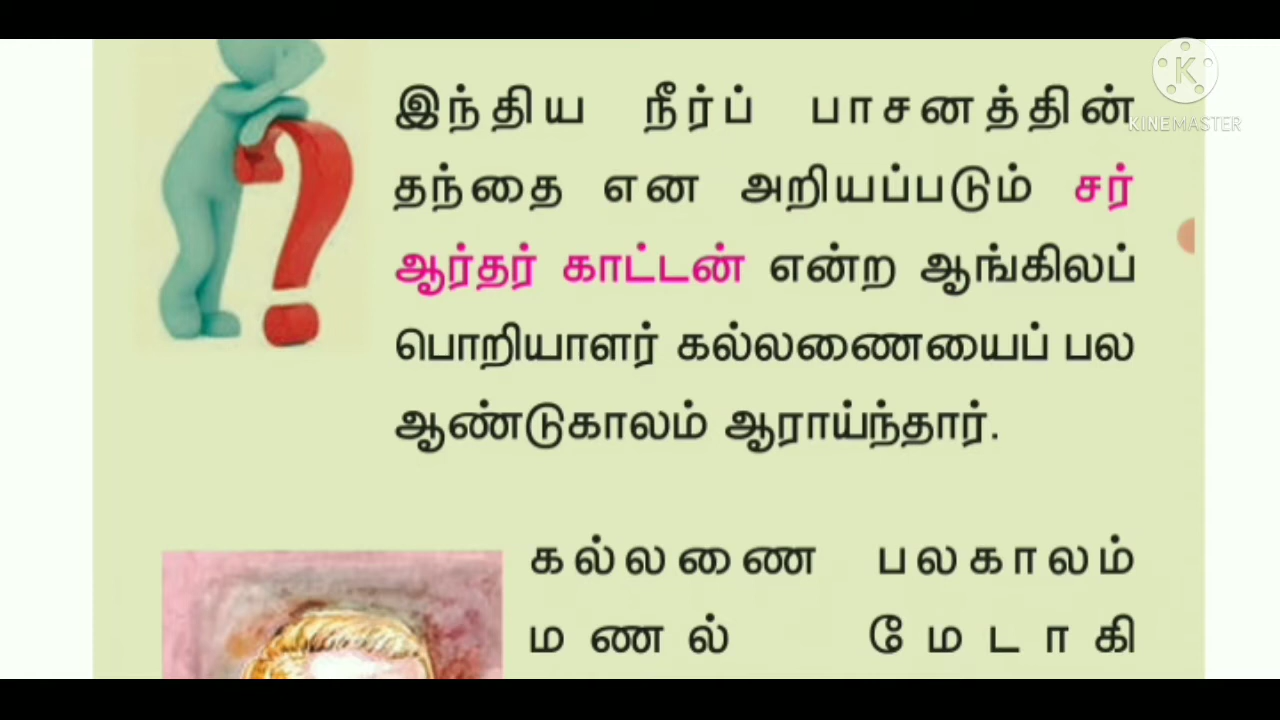 இந்திய நீர்ப் பாசனத்தின்
தந்தை என அறியப்படும் சர்
ஆர்தர் காட்டன் என்ற ஆங்கிலப்
பொறியாளர் கல்லணையைப் பல
ஆண்டுகாலம் ஆராய்ந்தார்.
கல்லணை பலகாலம்
மணல் மேடாகி
K
KINEMASTER